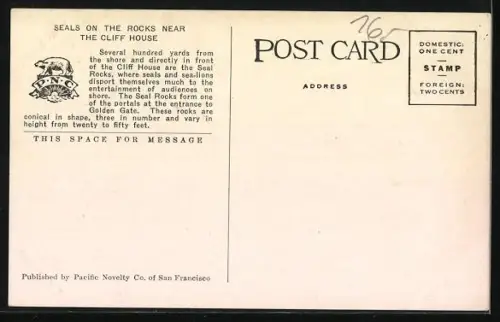 SEALS ON THE ROCKS NEAR
THE CLIFF HOUSE
Several hundred yards from
the shore and directly in front
of the Cliff House are the Seal
Rocks, where seals and sea-lions
disport themselves much to the
entertainment of audiences on
shore. The Seal Rocks form one
of the portals at the entrance to
Golden Gate. These rocks are
conical in shape, three in number and vary in
height from twenty to fifty feet.
P.N.C.
THIS SPACE FOR MESSAGE
Published by Pacific Novelty Co. of San Francisco
76
POST CARD
ADDRESS
DOMESTIC:
ONE CENT
STAMP
FOREIGN:
TWO CENTS